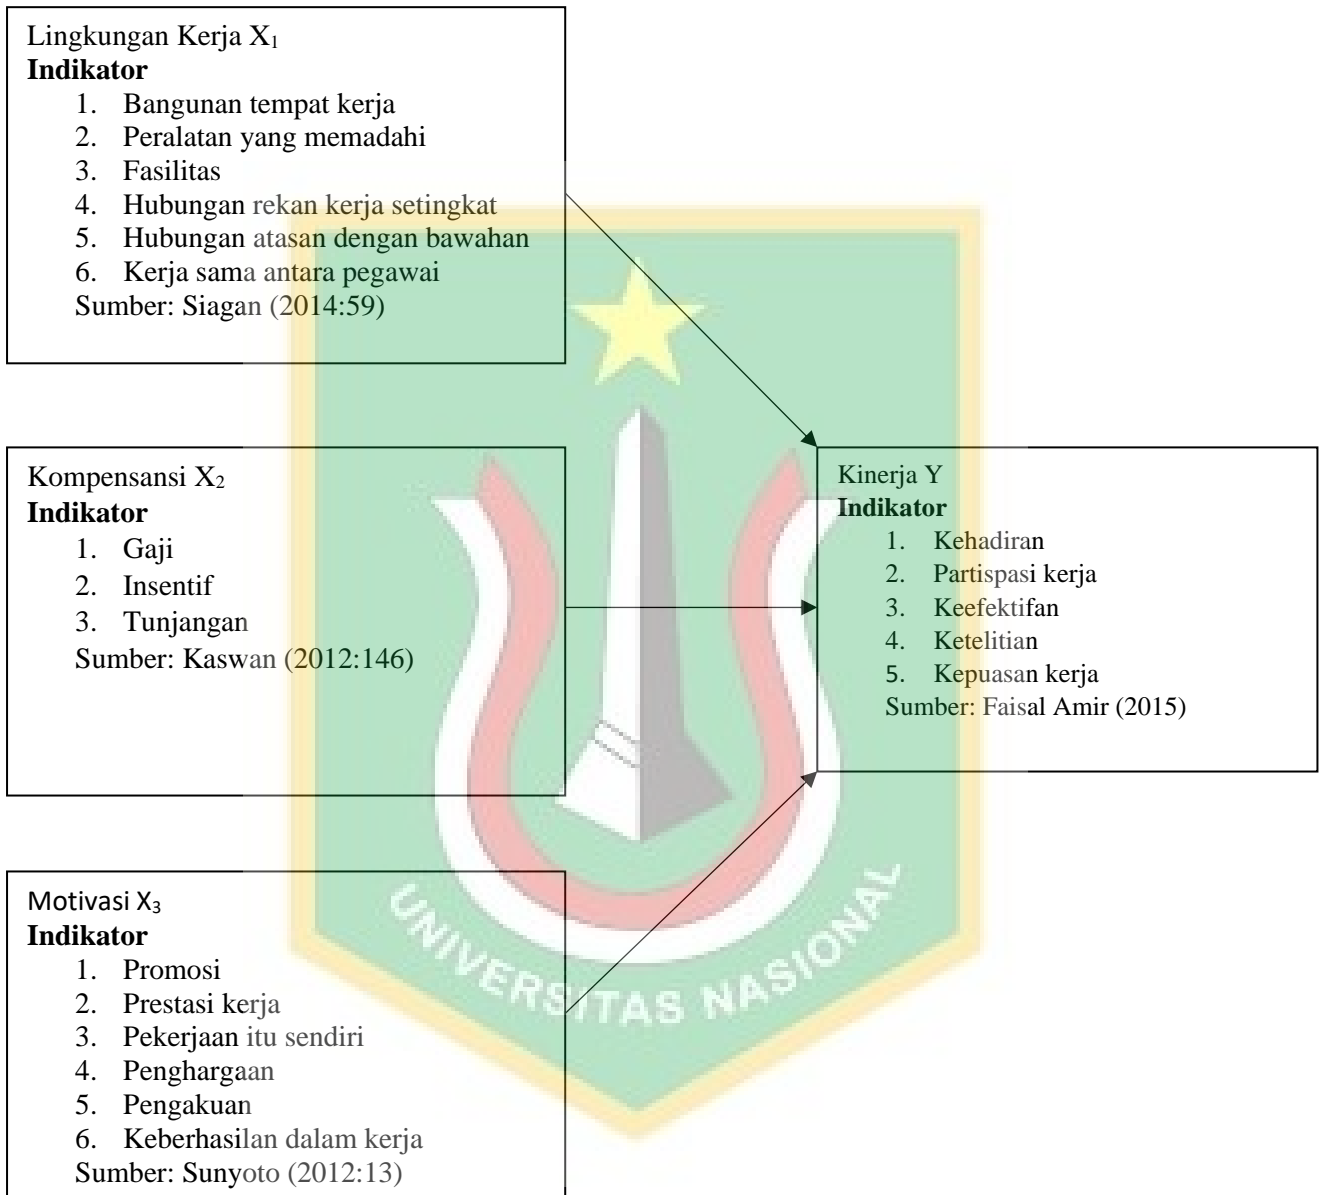 Lingkungan Kerja X₁
Indikator
1. Bangunan tempat kerja
2. Peralatan yang memadahi
3. Fasilitas
4. Hubungan rekan kerja setingkat
5. Hubungan atasan dengan bawahan
6. Kerja sama antara pegawai
Sumber: Siagan (2014:59)
Kompensansi X₂
Indikator
1. Gaji
2. Insentif
3. Tunjangan
Sumber: Kaswan (2012:146)
Kinerja Y
Indikator
1. Kehadiran
2. Partispasi kerja
3. Keefektifan
4. Ketelitian
5. Kepuasan kerja
Sumber: Faisal Amir (2015)
Motivasi X₃
Indikator
1. Promosi
2. Prestasi kerja
3. Pekerjaan itu sendiri
4. Penghargaan
5. Pengakuan
6. Keberhasilan dalam kerja
Sumber: Sunyoto (2012:13)
UNIVERSITAS NASIONAL